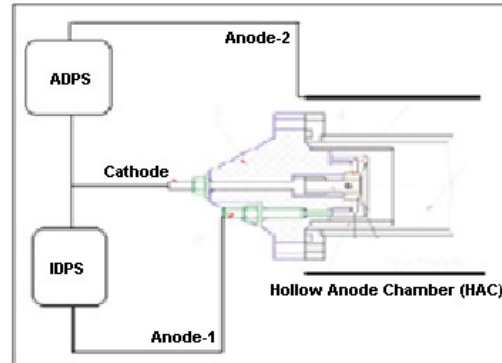 Anode-2
ADPS
Cathode
IDPS
Hollow Anode Chamber (HAC)
Anode-1